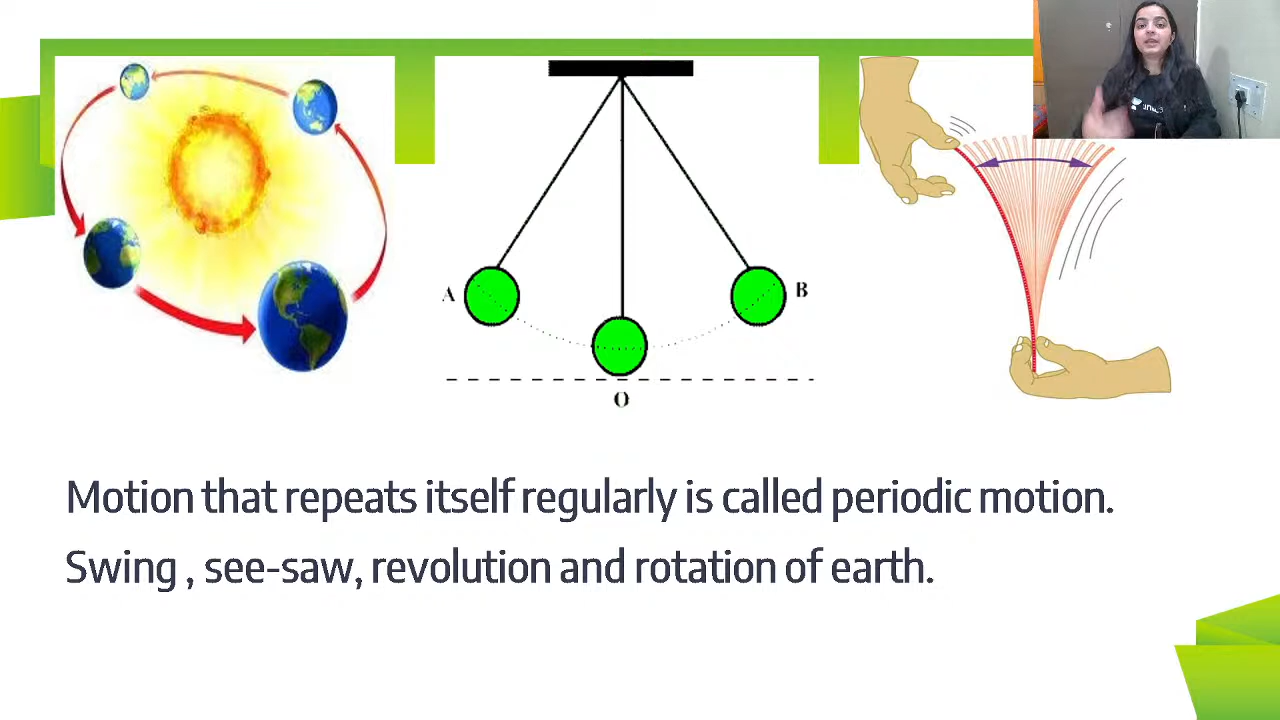 A
B
O
Motion that repeats itself regularly is called periodic motion.
Swing , see-saw, revolution and rotation of earth.